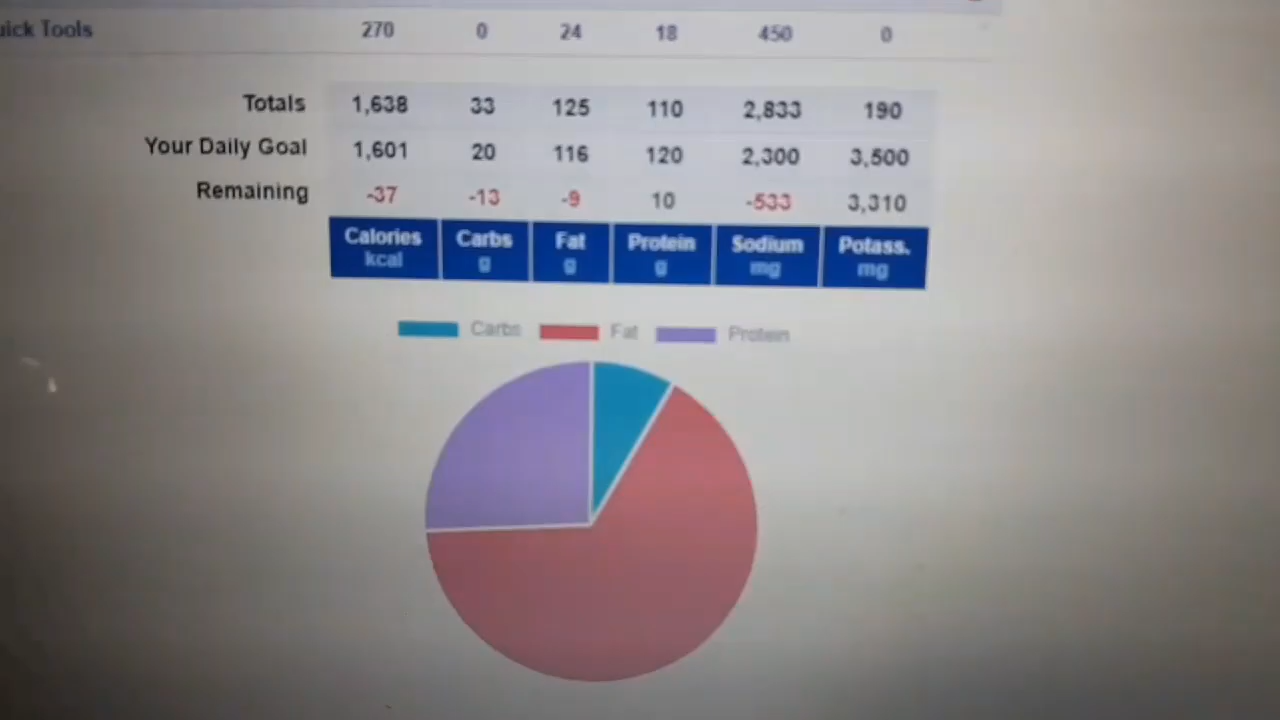 Quick Tools 270 0 24 18 450 0
Totals 1,638 33 125 110 2,833 190
Your Daily Goal 1,601 20 116 120 2,300 3,500
Remaining -37 -13 -9 10 -533 3,310
Calories Carbs Fat Protein Sodium Potass.
kcal g g g mg mg
Carbs Fat Protein